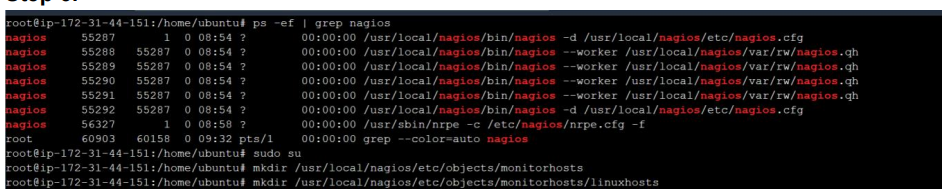 root@ip-172-31-44-151:/home/ubuntu# ps -ef | grep nagios
nagios 55287 1 0 08:54 ? 00:00:00 /usr/local/nagios/bin/nagios -d /usr/local/nagios/etc/nagios.cfg
nagios 55288 55287 0 08:54 ? 00:00:00 /usr/local/nagios/bin/nagios --worker /usr/local/nagios/var/rw/nagios.qh
nagios 55289 55287 0 08:54 ? 00:00:00 /usr/local/nagios/bin/nagios --worker /usr/local/nagios/var/rw/nagios.qh
nagios 55290 55287 0 08:54 ? 00:00:00 /usr/local/nagios/bin/nagios --worker /usr/local/nagios/var/rw/nagios.qh
nagios 55291 55287 0 08:54 ? 00:00:00 /usr/local/nagios/bin/nagios --worker /usr/local/nagios/var/rw/nagios.qh
nagios 55292 55287 0 08:54 ? 00:00:00 /usr/local/nagios/bin/nagios -d /usr/local/nagios/etc/nagios.cfg
nagios 56327 1 0 08:58 ? 00:00:00 /usr/sbin/nrpe -c /etc/nagios/nrpe.cfg -f
root 60903 60158 0 09:32 pts/1 00:00:00 grep --color=auto nagios
root@ip-172-31-44-151:/home/ubuntu# sudo su
root@ip-172-31-44-151:/home/ubuntu# mkdir /usr/local/nagios/etc/objects/monitorhosts
root@ip-172-31-44-151:/home/ubuntu# mkdir /usr/local/nagios/etc/objects/monitorhosts/linuxhosts